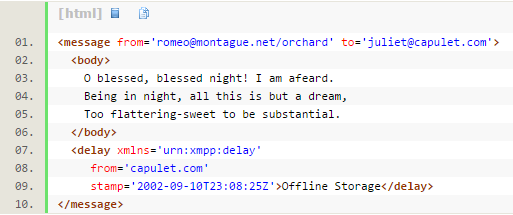 [html]
01. <message from='romeo@montague.net/orchard' to='juliet@capulet.com'>
02. <body>
03. O blessed, blessed night! I am afeard.
04. Being in night, all this is but a dream,
05. Too flattering-sweet to be substantial.
06. </body>
07. <delay xmlns='urn:xmpp:delay'
08. from='capulet.com'
09. stamp='2002-09-10T23:08:25Z'>Offline Storage</delay>
10. </message>